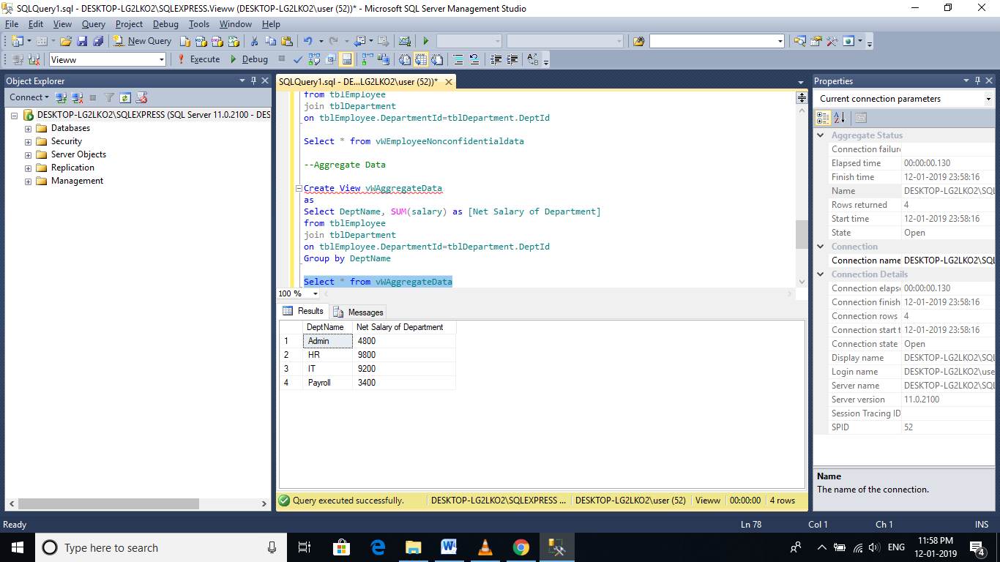 SQLQuery1.sql - DESKTOP-LG2LKO2\SQLEXPRESS.Vieww (DESKTOP-LG2LKO2\user (52))* - Microsoft SQL Server Management Studio
File Edit View Query Project Debug Tools Window Help
New Query
Vieww Execute Debug
Object Explorer
Connect
DESKTOP-LG2LKO2\SQLEXPRESS (SQL Server 11.0.2100 - DES
Databases
Security
Server Objects
Replication
Management
SQLQuery1.sql - DE...LG2LKO2\user (52))*
from tblEmployee
join tblDepartment
on tblEmployee.DepartmentId=tblDepartment.DeptId
Select * from vWEmployeeNonconfidentialdata
--Aggregate Data
Create View vWAggregateData
as
Select DeptName, SUM(salary) as [Net Salary of Department]
from tblEmployee
join tblDepartment
on tblEmployee.DepartmentId=tblDepartment.DeptId
Group by DeptName
Select * from vWAggregateData
100 %
Results Messages
DeptName Net Salary of Department
1 Admin 4800
2 HR 9800
3 IT 9200
4 Payroll 3400
Query executed successfully. DESKTOP-LG2LKO2\SQLEXPRESS ... DESKTOP-LG2LKO2\user (52) Vieww 00:00:00 4 rows
Properties
Current connection parameters
Aggregate Status
Connection failure
Elapsed time 00:00:00.130
Finish time 12-01-2019 23:58:16
Name DESKTOP-LG2LKO2\SQL
Rows returned 4
Start time 12-01-2019 23:58:16
State Open
Connection
Connection name DESKTOP-LG2LKO2\SQL
Connection Details
Connection elaps 00:00:00.130
Connection finish 12-01-2019 23:58:16
Connection rows 4
Connection start t 12-01-2019 23:58:16
Connection state Open
Display name DESKTOP-LG2LKO2\SQL
Login name DESKTOP-LG2LKO2\use
Server name DESKTOP-LG2LKO2\SQL
Server version 11.0.2100
Session Tracing ID
SPID 52
Name
The name of the connection.
Ready Ln 78 Col 1 Ch 1 INS
Type here to search
ENG
11:58 PM
12-01-2019
4